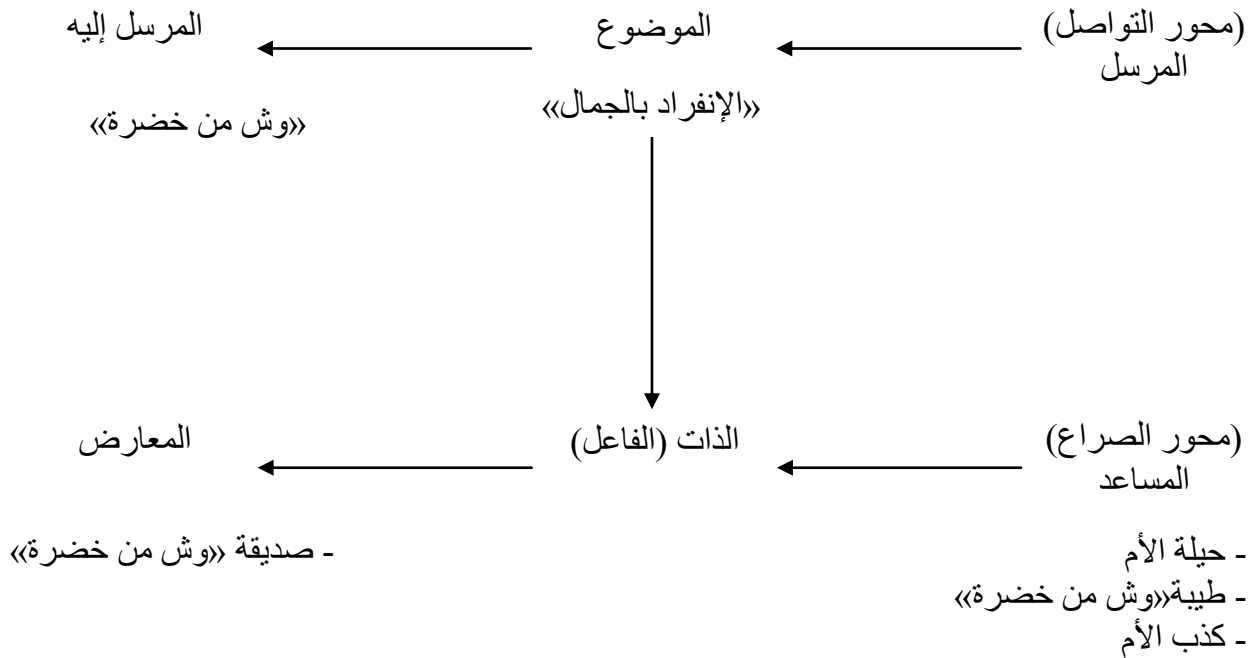 (محور التواصل)
المرسل
الموضوع
«الإنفراد بالجمال»
المرسل إليه
«وش من خضرة»
(محور الصراع)
المساعد
- حيلة الأم
- طيبة«وش من خضرة»
- كذب الأم
الذات (الفاعل)
المعارض
- صديقة «وش من خضرة»